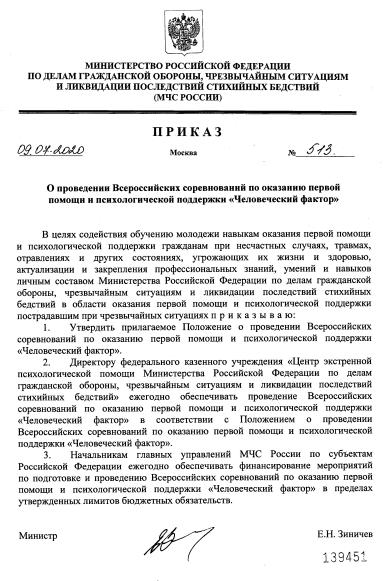 МИНИСТЕРСТВО РОССИЙСКОЙ ФЕДЕРАЦИИ
ПО ДЕЛАМ ГРАЖДАНСКОЙ ОБОРОНЫ, ЧРЕЗВЫЧАЙНЫМ СИТУАЦИЯМ
И ЛИКВИДАЦИИ ПОСЛЕДСТВИЙ СТИХИЙНЫХ БЕДСТВИЙ
(МЧС РОССИИ)
ПРИКАЗ
09.07.2020 Москва № 513.
О проведении Всероссийских соревнований по оказанию первой
помощи и психологической поддержки «Человеческий фактор»
В целях содействия обучению молодежи навыкам оказания первой помощи
и психологической поддержки гражданам при несчастных случаях, травмах,
отравлениях и других состояниях, угрожающих их жизни и здоровью,
актуализации и закрепления профессиональных знаний, умений и навыков
личным составом Министерства Российской Федерации по делам гражданской
обороны, чрезвычайным ситуациям и ликвидации последствий стихийных
бедствий в области оказания первой помощи и психологической поддержки
пострадавшим при чрезвычайных ситуациях п р и к а з ы в а ю:
1. Утвердить прилагаемое Положение о проведении Всероссийских
соревнований по оказанию первой помощи и психологической поддержки
«Человеческий фактор».
2. Директору федерального казенного учреждения «Центр экстренной
психологической помощи Министерства Российской Федерации по делам
гражданской обороны, чрезвычайным ситуациям и ликвидации последствий
стихийных бедствий» ежегодно обеспечивать проведение Всероссийских
соревнований по оказанию первой помощи и психологической поддержки
«Человеческий фактор» в соответствии с Положением о проведении
Всероссийских соревнований по оказанию первой помощи и психологической
поддержки «Человеческий фактор».
3. Начальникам главных управлений МЧС России по субъектам
Российской Федерации ежегодно обеспечивать финансирование мероприятий
по подготовке и проведению Всероссийских соревнований по оказанию первой
помощи и психологической поддержки «Человеческий фактор» в пределах
утвержденных лимитов бюджетных обязательств.
Министр Е.Н. Зиничев
139451